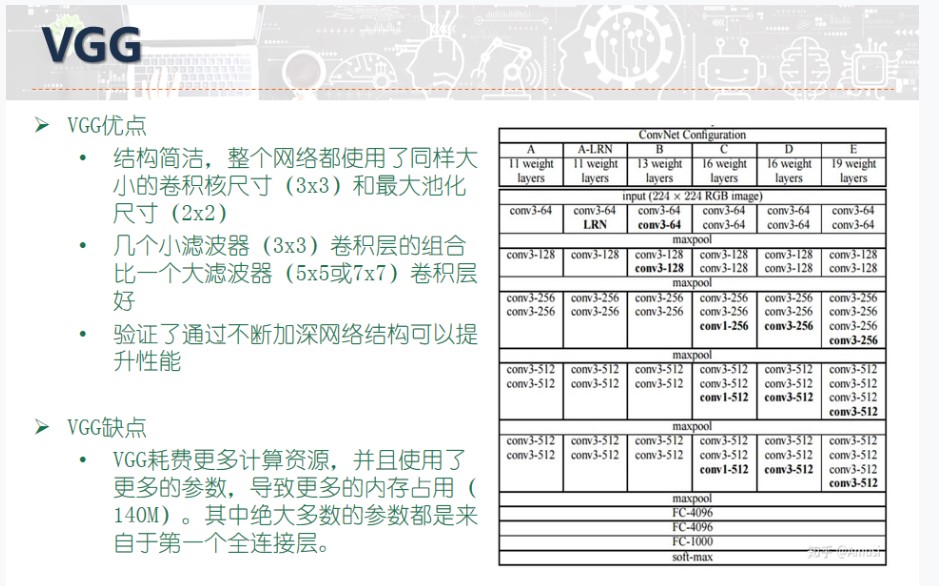 VGG
➢ VGG优点
• 结构简洁，整个网络都使用了同样大
小的卷积核尺寸（3x3）和最大池化
尺寸（2x2）
• 几个小滤波器（3x3）卷积层的组合
比一个大滤波器（5x5或7x7）卷积层
好
• 验证了通过不断加深网络结构可以提
升性能
➢ VGG缺点
• VGG耗费更多计算资源，并且使用了
更多的参数，导致更多的内存占用（
140M）。其中绝大多数的参数都是来
自于第一个全连接层。
ConvNet Configuration
A A-LRN B C D E
11 weight 11 weight 13 weight 16 weight 16 weight 19 weight
layers layers layers layers layers layers
input (224 × 224 RGB image)
conv3-64 conv3-64 conv3-64 conv3-64 conv3-64 conv3-64
LRN conv3-64 conv3-64 conv3-64 conv3-64
maxpool
conv3-128 conv3-128 conv3-128 conv3-128 conv3-128 conv3-128
conv3-128 conv3-128 conv3-128 conv3-128
maxpool
conv3-256 conv3-256 conv3-256 conv3-256 conv3-256 conv3-256
conv3-256 conv3-256 conv3-256 conv3-256 conv3-256 conv3-256
conv1-256 conv3-256 conv3-256
conv3-256
maxpool
conv3-512 conv3-512 conv3-512 conv3-512 conv3-512 conv3-512
conv3-512 conv3-512 conv3-512 conv3-512 conv3-512 conv3-512
conv1-512 conv3-512 conv3-512
conv3-512
maxpool
conv3-512 conv3-512 conv3-512 conv3-512 conv3-512 conv3-512
conv3-512 conv3-512 conv3-512 conv3-512 conv3-512 conv3-512
conv1-512 conv3-512 conv3-512
conv3-512
maxpool
FC-4096
FC-4096
FC-1000
soft-max
知乎 @Amusi